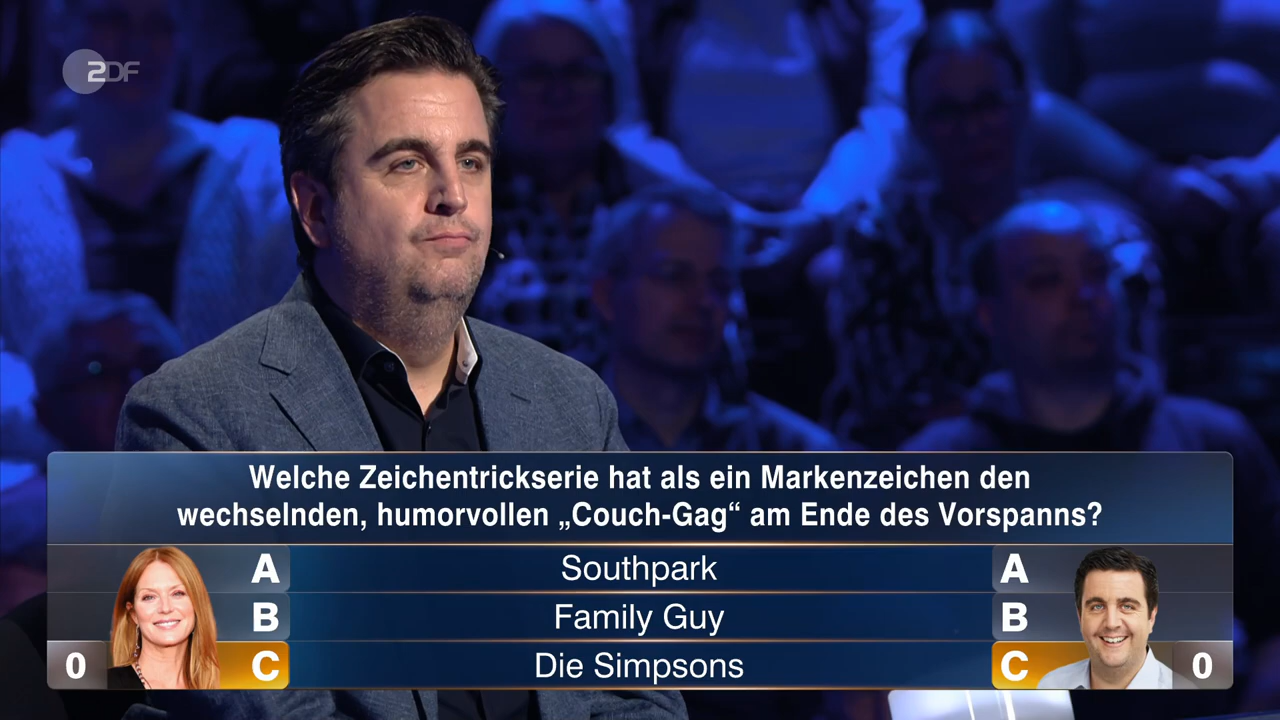 ZDF
Welche Zeichentrickserie hat als ein Markenzeichen den
wechselnden, humorvollen „Couch-Gag“ am Ende des Vorspanns?
A Southpark A
B Family Guy B
0 C Die Simpsons C 0